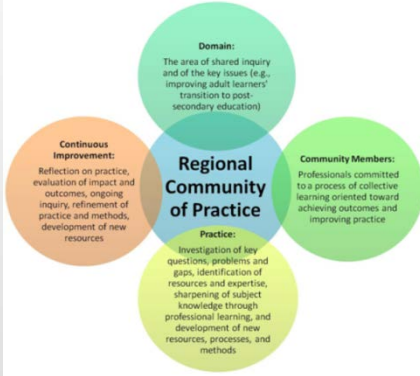 Domain:
The area of shared inquiry
and of the key issues (e.g.,
improving adult learners'
transition to post-
secondary education)
Continuous
Improvement:
Reflection on practice,
evaluation of impact and
outcomes, ongoing
inquiry, refinement of
practice and methods,
development of new
resources
Regional
Community
of Practice
Community Members:
Professionals committed
to a process of collective
learning oriented toward
achieving outcomes and
improving practice
Practice:
Investigation of key
questions, problems and
gaps, identification of
resources and expertise,
sharpening of subject
knowledge through
professional learning, and
development of new
resources, processes, and
methods